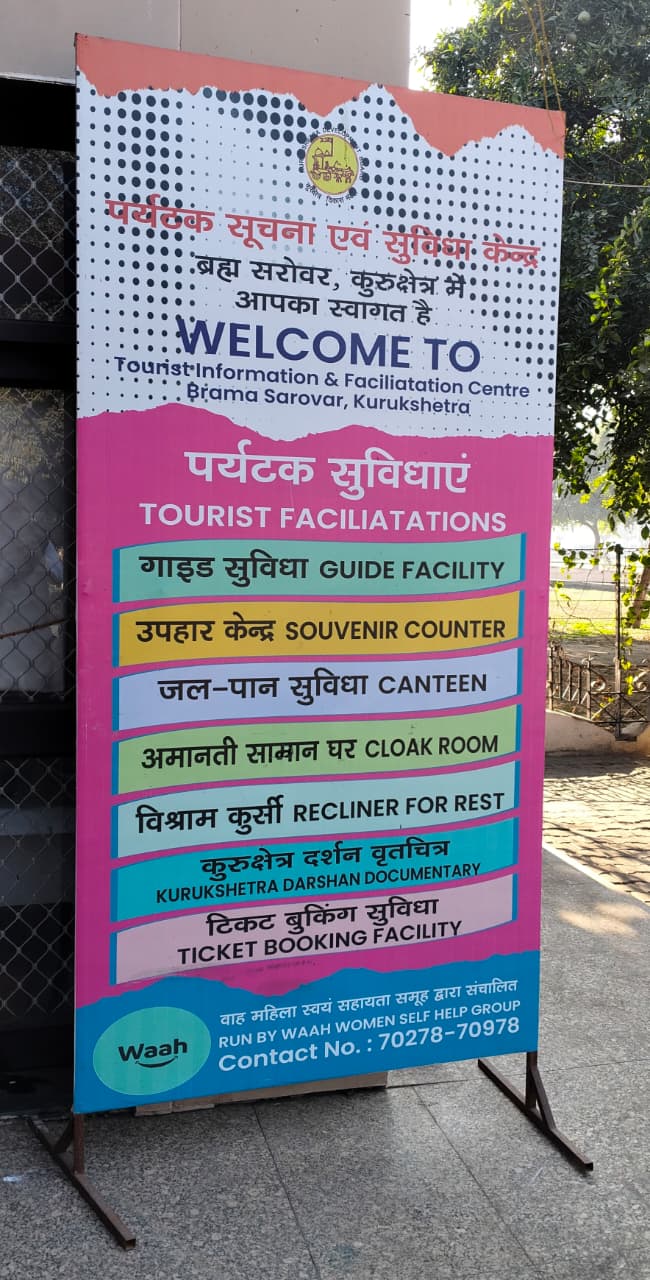 पर्यटक सूचना एवं सुविधा केन्द्र
ब्रह्म सरोवर, कुरुक्षेत्र में
आपका स्वागत है
WELCOME TO
Tourist Information & Faciliatation Centre
Brama Sarovar, Kurukshetra
पर्यटक सुविधाएं
TOURIST FACILIATATIONS
गाइड सुविधा GUIDE FACILITY
उपहार केन्द्र SOUVENIR COUNTER
जल-पान सुविधा CANTEEN
अमानती सामान घर CLOAK ROOM
विश्राम कुर्सी RECLINER FOR REST
कुरुक्षेत्र दर्शन वृतचित्र
KURUKSHETRA DARSHAN DOCUMENTARY
टिकट बुकिंग सुविधा
TICKET BOOKING FACILITY
Waah
वाह महिला स्वयं सहायता समूह द्वारा संचालित
RUN BY WAAH WOMEN SELF HELP GROUP
Contact No. : 70278-70978